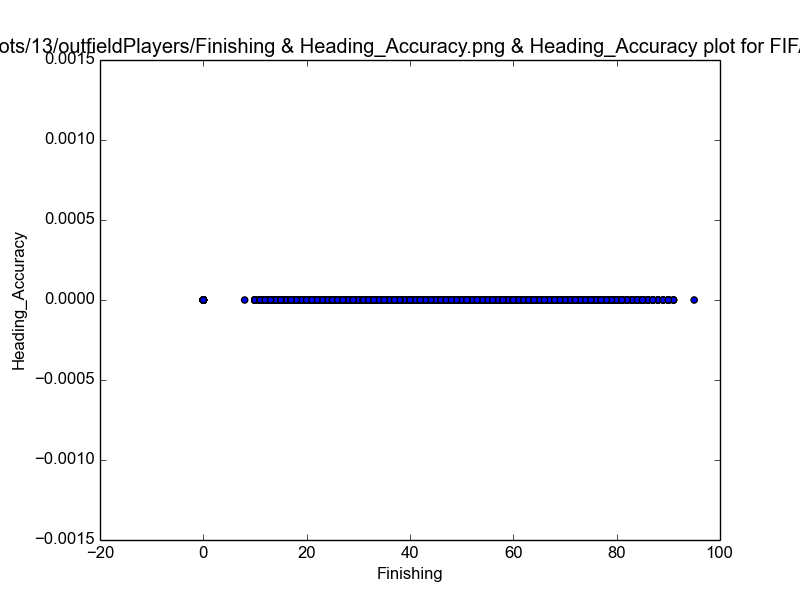 ots/13/outfieldPlayers/Finishing & Heading_Accuracy.png & Heading_Accuracy plot for FIFA
0.0015
0.0010
0.0005
0.0000
−0.0005
−0.0010
−0.0015
−20 0 20 40 60 80 100
Heading_Accuracy
Finishing